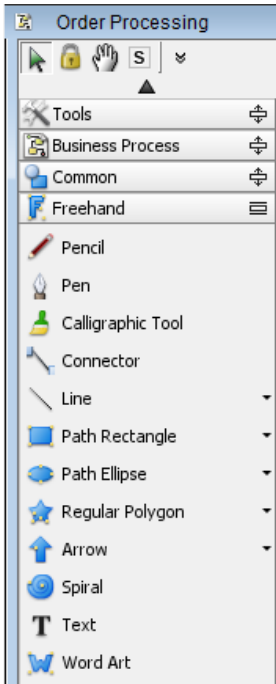 Order Processing
S
Tools
Business Process
Common
Freehand
Pencil
Pen
Calligraphic Tool
Connector
Line
Path Rectangle
Path Ellipse
Regular Polygon
Arrow
Spiral
T Text
Word Art